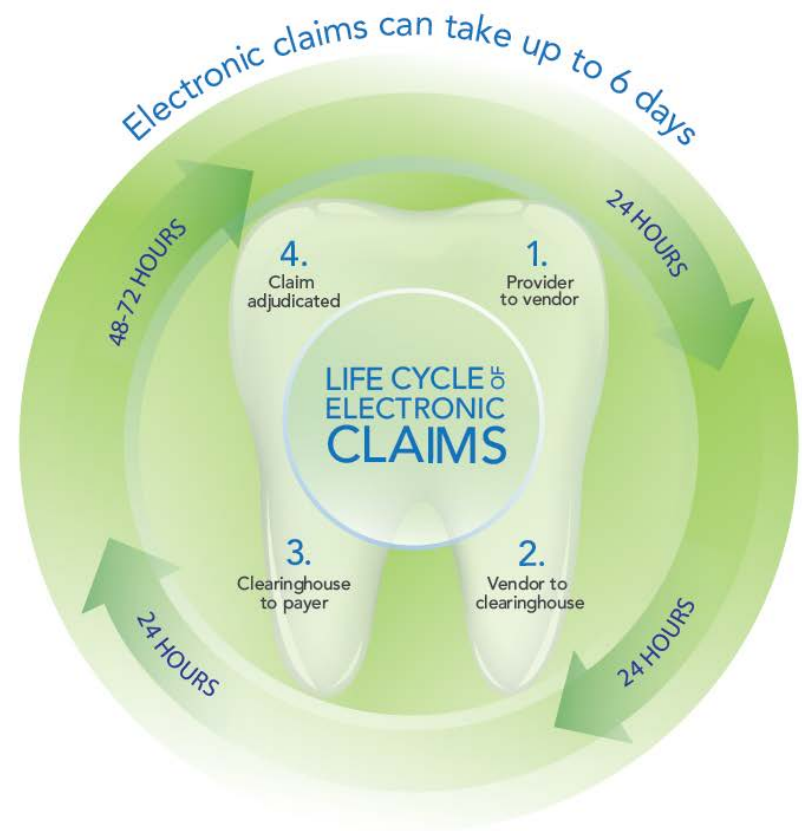 Electronic claims can take up to 6 days
24 HOURS
1.
Provider
to vendor
24 HOURS
2.
Vendor to
clearinghouse
24 HOURS
3.
Clearinghouse
to payer
48-72 HOURS
4.
Claim
adjudicated
LIFE CYCLE OF
ELECTRONIC
CLAIMS